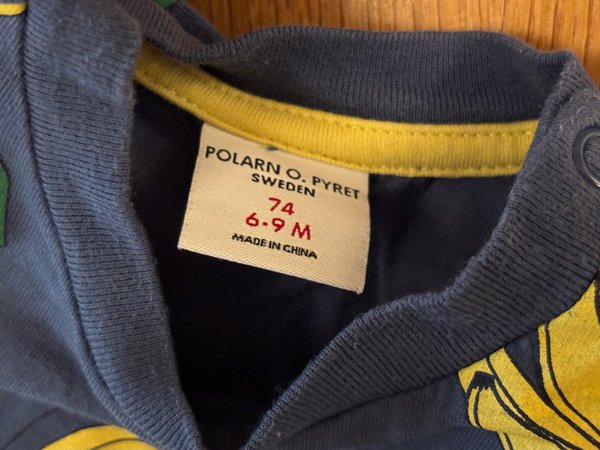 POLARN O. PYRET
SWEDEN
74
6-9 M
MADE IN CHINA